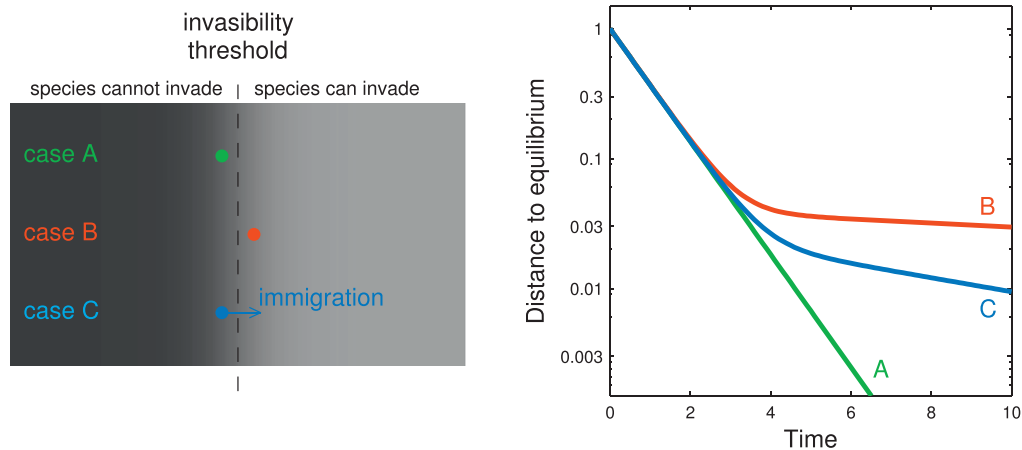 invasibility
threshold
species cannot invade
species can invade
case A
case B
case C
immigration
Distance to equilibrium
1
0.3
0.1
0.03
0.01
0.003
B
C
A
0
2
4
6
8
10
Time